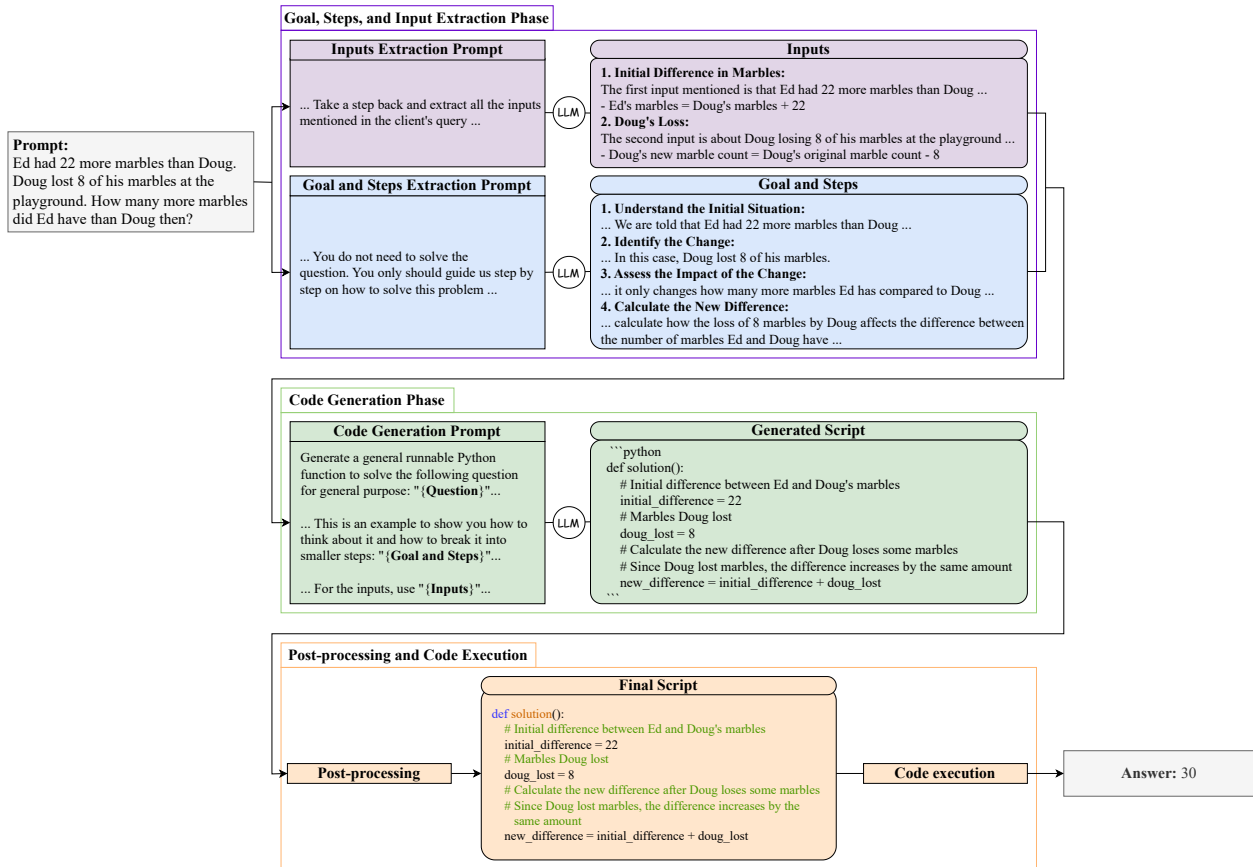 Goal, Steps, and Input Extraction Phase
Inputs Extraction Prompt
... Take a step back and extract all the inputs
mentioned in the client's query ...
LLM
Inputs
1. Initial Difference in Marbles:
The first input mentioned is that Ed had 22 more marbles than Doug ...
- Ed's marbles = Doug's marbles + 22
2. Doug's Loss:
The second input is about Doug losing 8 of his marbles at the playground ...
- Doug's new marble count = Doug's original marble count - 8
Prompt:
Ed had 22 more marbles than Doug.
Doug lost 8 of his marbles at the
playground. How many more marbles
did Ed have than Doug then?
Goal and Steps Extraction Prompt
... You do not need to solve the
question. You only should guide us step by
step on how to solve this problem ...
LLM
Goal and Steps
1. Understand the Initial Situation:
... We are told that Ed had 22 more marbles than Doug ...
2. Identify the Change:
... In this case, Doug lost 8 of his marbles.
3. Assess the Impact of the Change:
... it only changes how many more marbles Ed has compared to Doug ...
4. Calculate the New Difference:
... calculate how the loss of 8 marbles by Doug affects the difference between
the number of marbles Ed and Doug have ...
Code Generation Phase
Code Generation Prompt
Generate a general runnable Python
function to solve the following question
for general purpose: "{Question}"...
... This is an example to show you how to
think about it and how to break it into
smaller steps: "{Goal and Steps}"...
... For the inputs, use "{Inputs}"...
LLM
Generated Script
```python
def solution():
# Initial difference between Ed and Doug's marbles
initial_difference = 22
# Marbles Doug lost
doug_lost = 8
# Calculate the new difference after Doug loses some marbles
# Since Doug lost marbles, the difference increases by the same amount
new_difference = initial_difference + doug_lost
```
Post-processing and Code Execution
Post-processing
Final Script
def solution():
# Initial difference between Ed and Doug's marbles
initial_difference = 22
# Marbles Doug lost
doug_lost = 8
# Calculate the new difference after Doug loses some marbles
# Since Doug lost marbles, the difference increases by the
same amount
new_difference = initial_difference + doug_lost
Code execution
Answer: 30